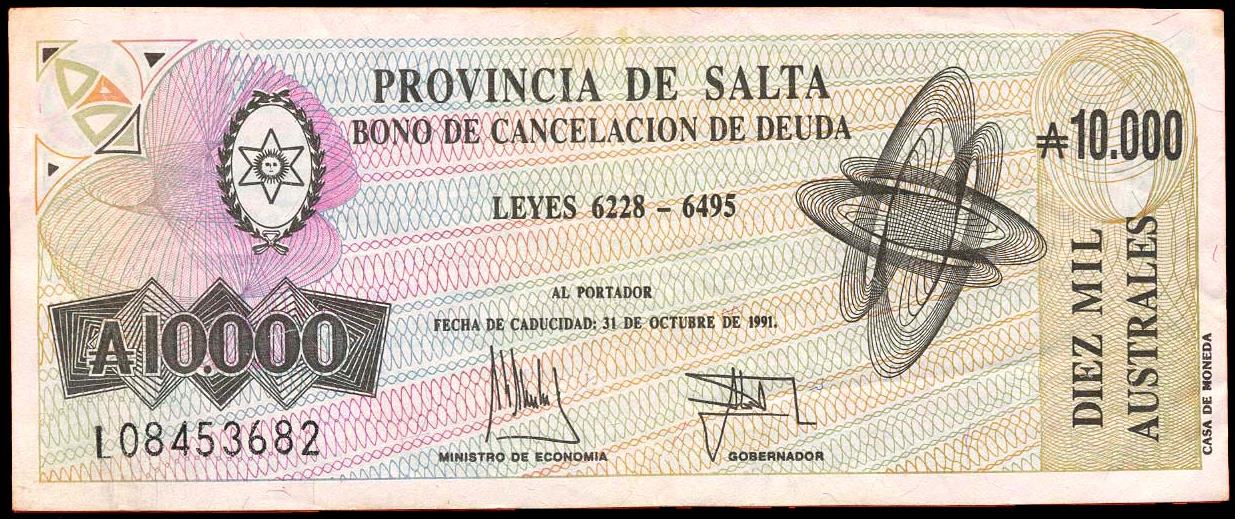 PROVINCIA DE SALTA
BONO DE CANCELACION DE DEUDA
LEYES 6228 – 6495
AL PORTADOR
FECHA DE CADUCIDAD: 31 DE OCTUBRE DE 1991.
₳10.000
L08453682
MINISTRO DE ECONOMIA
GOBERNADOR
₳10.000
DIEZ MIL
AUSTRALES
CASA DE MONEDA